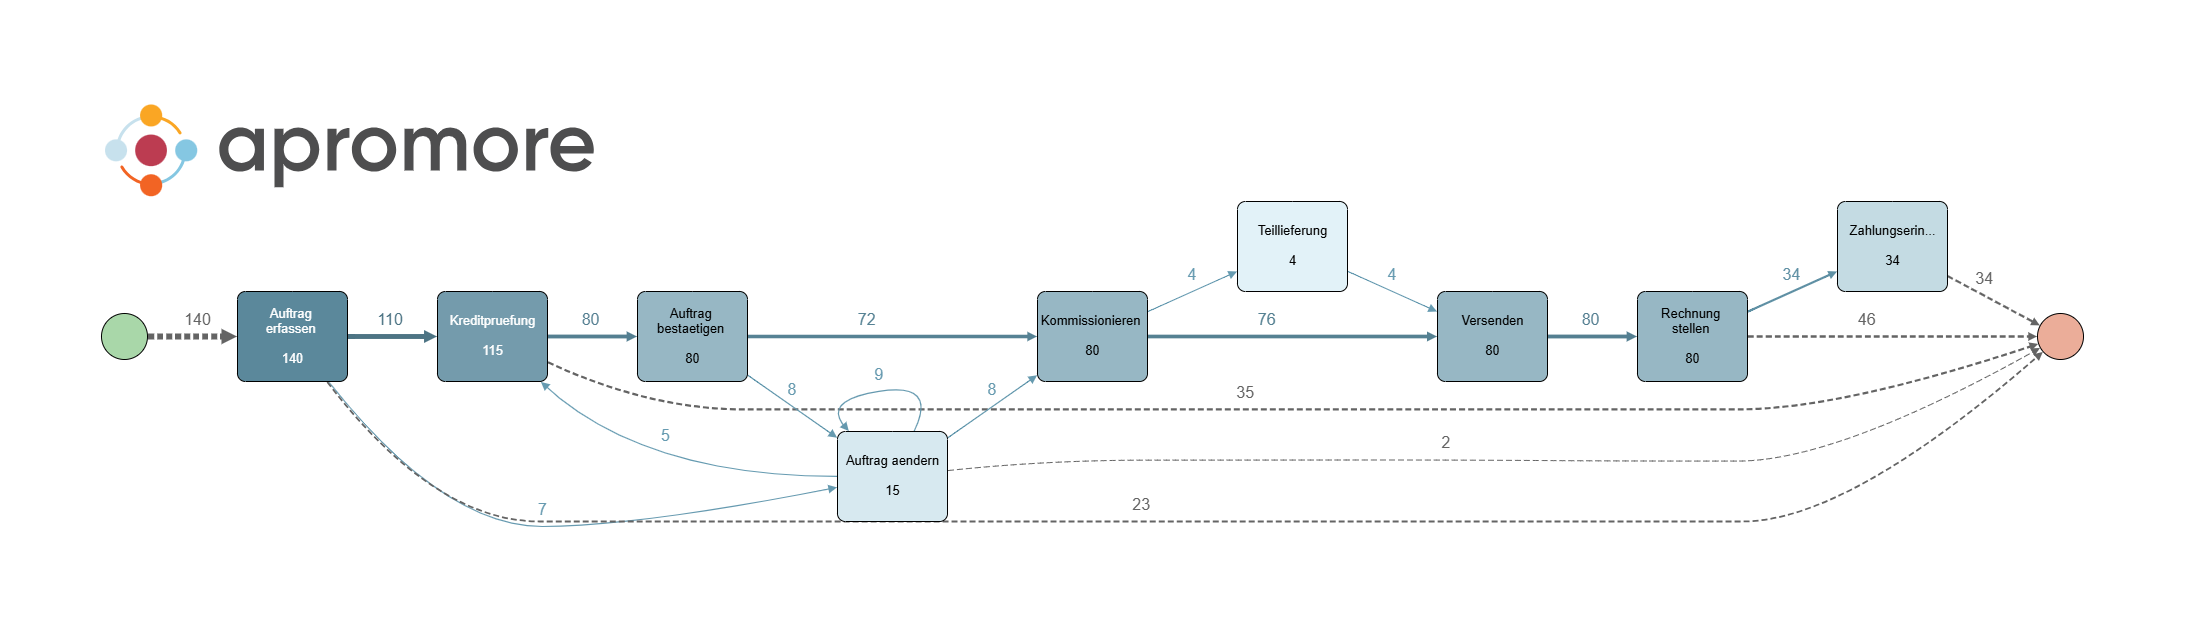 apromore
Teillieferung
4
Zahlungserin...
34
4
4
34
34
140
Auftrag
erfassen
140
110
Kreditpruefung
115
80
Auftrag
bestaetigen
80
72
Kommissionieren
80
76
Versenden
80
80
Rechnung
stellen
80
46
8
9
8
35
5
2
Auftrag aendern
15
7
23